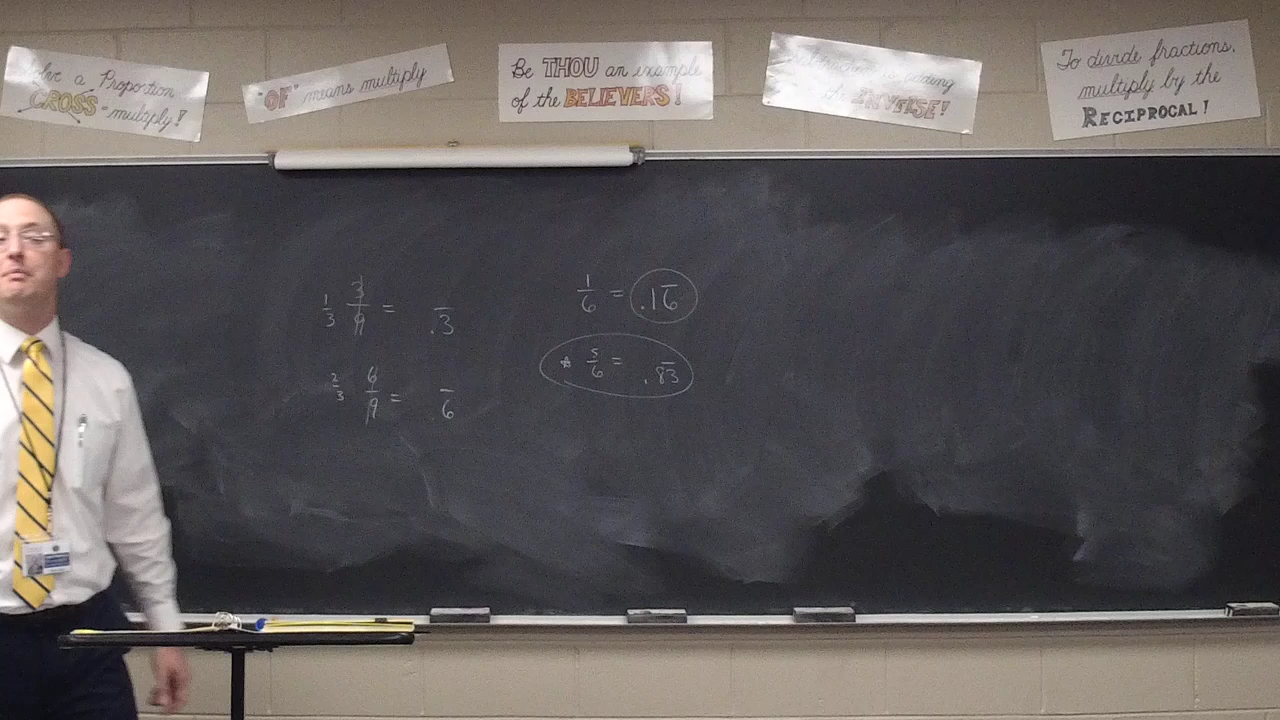 Solve a Proportion
CROSS-multiply!
"OF" means multiply
Be THOU an example
of the BELIEVERS!
INVERSE!
To divide fractions,
multiply by the
RECIPROCAL!
1/3 3/9 = .3̅
2/3 6/9 = .6̅
1/6 = .16̅
* 5/6 = .83̅